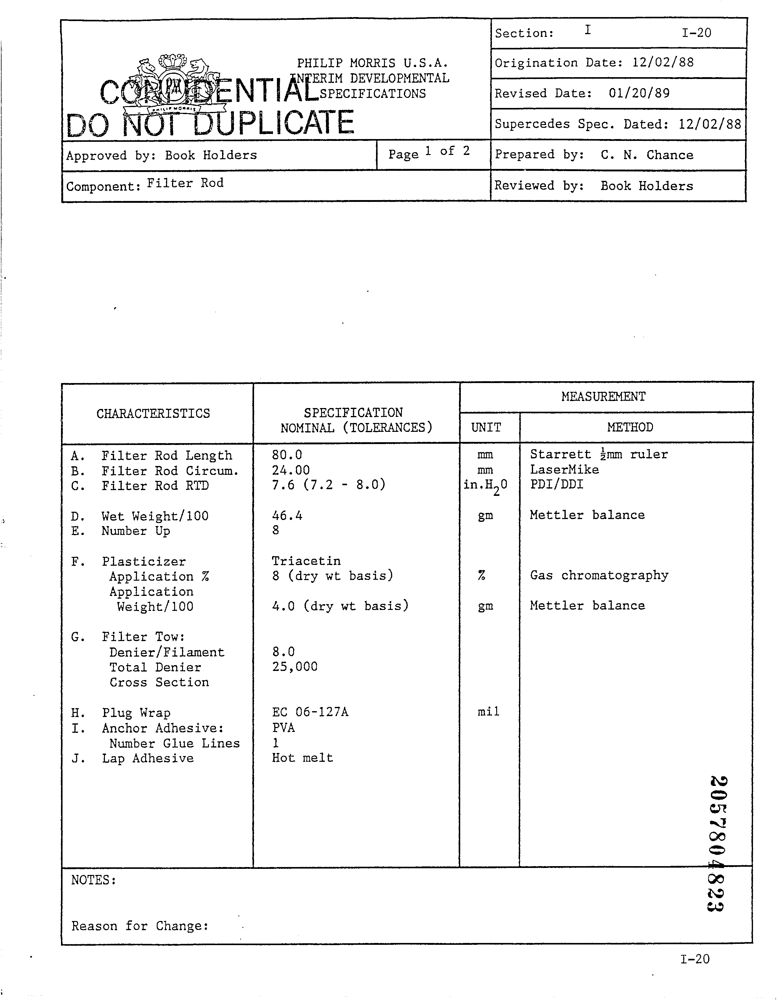 Section: I I-20
PHILIP MORRIS U.S.A.
INTERIM DEVELOPMENTAL
SPECIFICATIONS
PM
PHILIP MORRIS
CONFIDENTIAL
DO NOT DUPLICATE
Origination Date: 12/02/88
Revised Date: 01/20/89
Supercedes Spec. Dated: 12/02/88
Approved by: Book Holders Page 1 of 2 Prepared by: C. N. Chance
Component: Filter Rod Reviewed by: Book Holders
MEASUREMENT
CHARACTERISTICS SPECIFICATION
NOMINAL (TOLERANCES) UNIT METHOD
A. Filter Rod Length 80.0 mm Starrett ½mm ruler
B. Filter Rod Circum. 24.00 mm LaserMike
C. Filter Rod RTD 7.6 (7.2 - 8.0) in.H2O PDI/DDI
D. Wet Weight/100 46.4 gm Mettler balance
E. Number Up 8
F. Plasticizer Triacetin
Application % 8 (dry wt basis) % Gas chromatography
Application
Weight/100 4.0 (dry wt basis) gm Mettler balance
G. Filter Tow:
Denier/Filament 8.0
Total Denier 25,000
Cross Section
H. Plug Wrap EC 06-127A mil
I. Anchor Adhesive: PVA
Number Glue Lines 1
J. Lap Adhesive Hot melt
2057804823
NOTES:
Reason for Change:
I-20